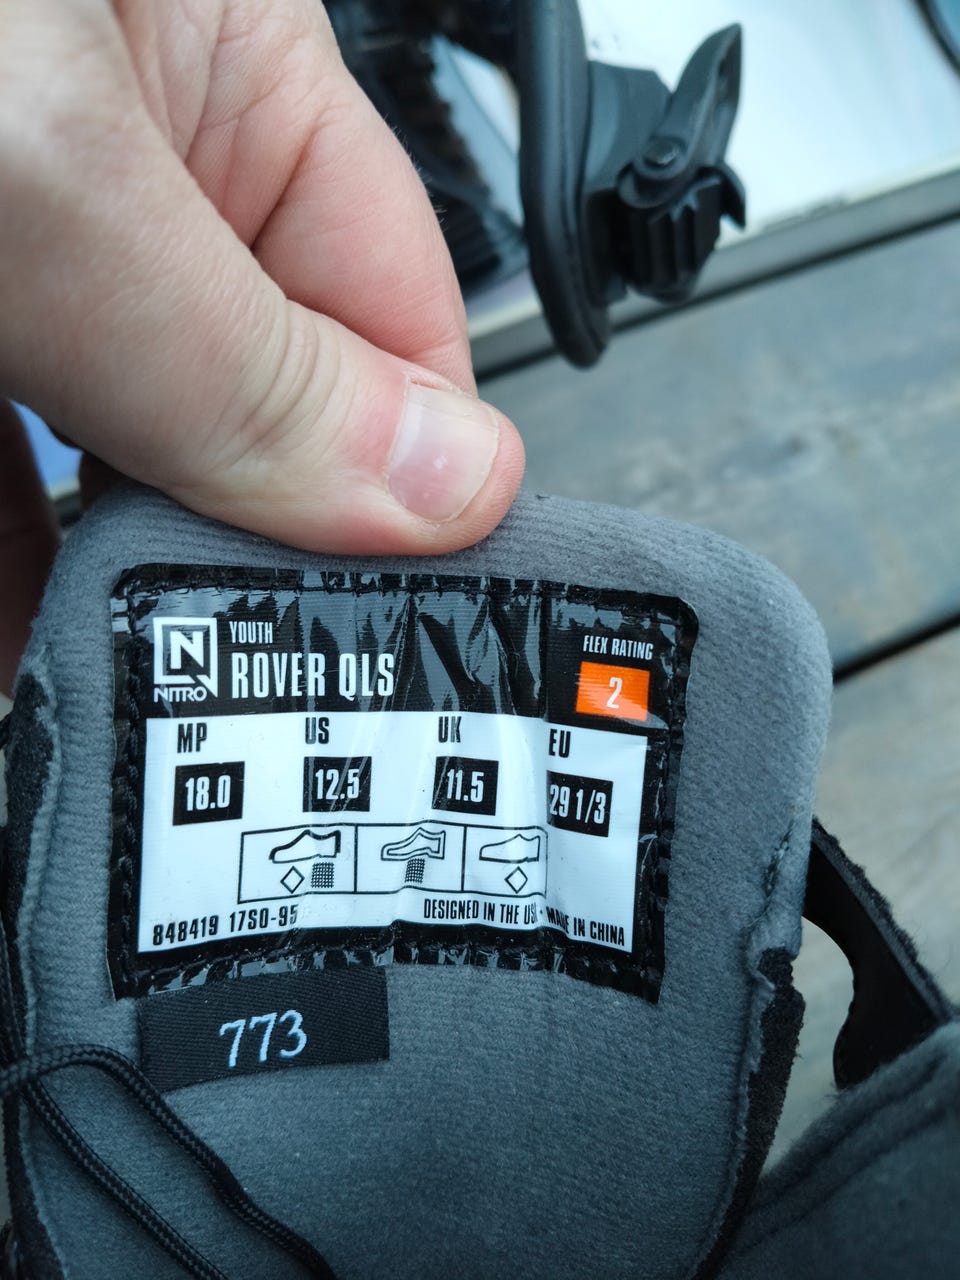 N
NITRO
YOUTH
ROVER QLS
FLEX RATING
2
MP US UK EU
18.0 12.5 11.5 29 1/3
848419 17S0-95
DESIGNED IN THE USA • MADE IN CHINA
773